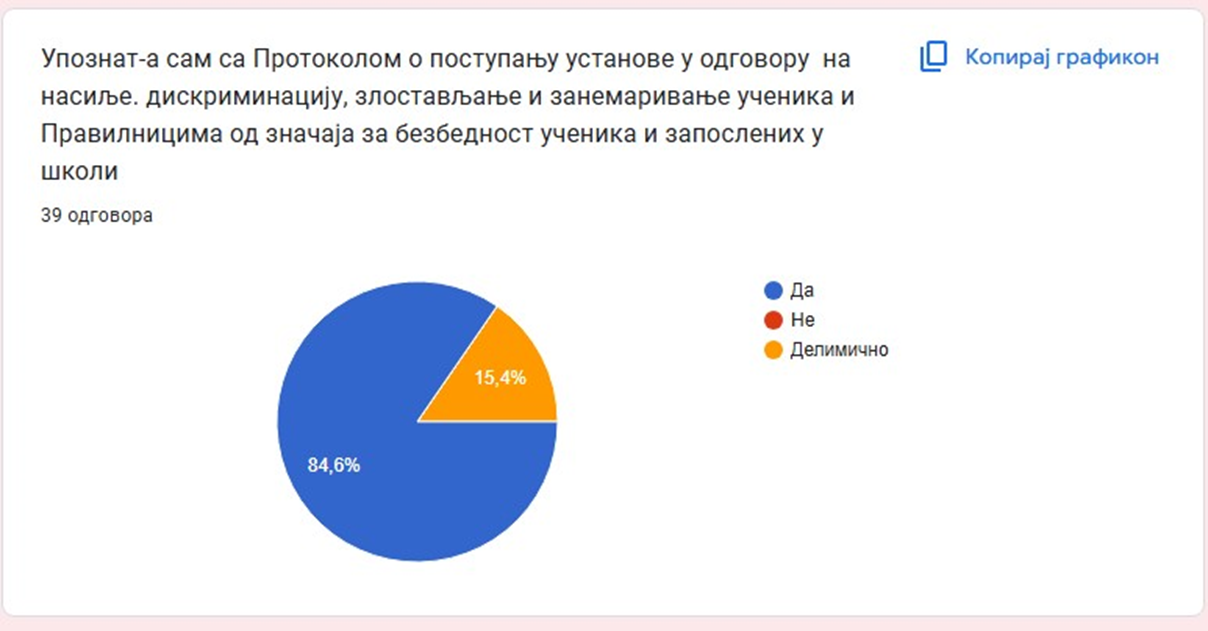 Упознат-а сам са Протоколом о поступању установе у одговору  на
насиље. дискриминацију, злостављање и занемаривање ученика и
Правилницима од значаја за безбедност ученика и запослених у
школи
Копирај графикон
39 одговора
Да
Не
Делимично
15,4%
84,6%